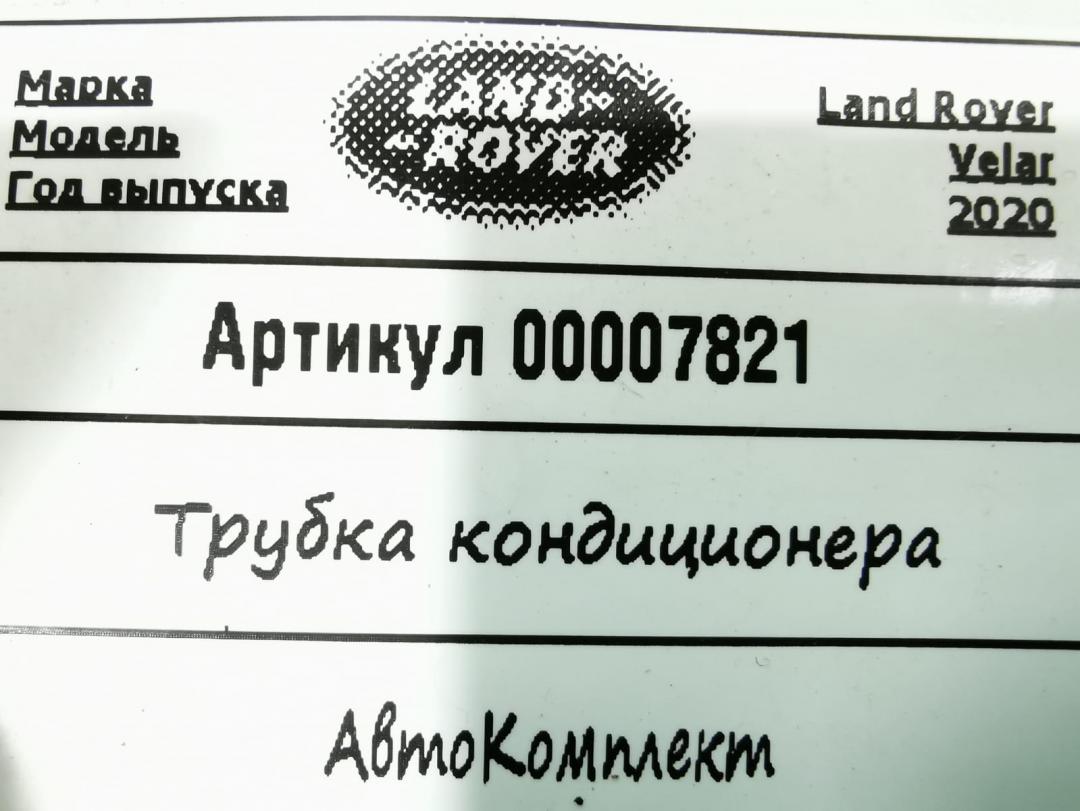 Марка
Модель
Год выпуска
LAND-
-ROVER
Land Rover
Velar
2020
Артикул 00007821
Трубка кондиционера
АвтоКомплект